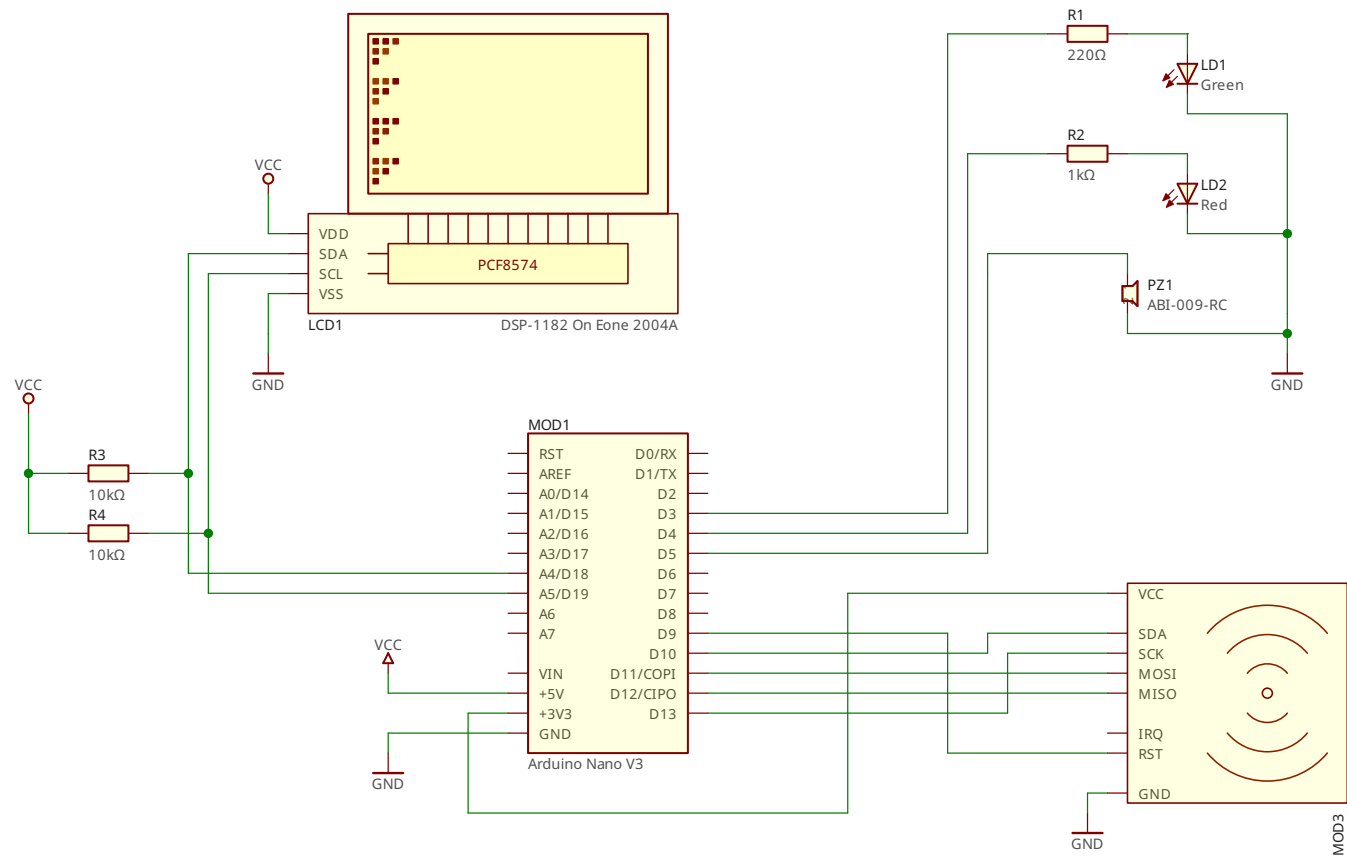 R1
220Ω
LD1
Green
R2
1kΩ
LD2
Red
VCC
VDD
SDA
SCL
VSS
PCF8574
LCD1
DSP-1182 On Eone 2004A
GND
PZ1
ABI-009-RC
GND
VCC
R3
10kΩ
R4
10kΩ
MOD1
RST
AREF
A0/D14
A1/D15
A2/D16
A3/D17
A4/D18
A5/D19
A6
A7
VIN
+5V
+3V3
GND
D0/RX
D1/TX
D2
D3
D4
D5
D6
D7
D8
D9
D10
D11/COPI
D12/CIPO
D13
Arduino Nano V3
VCC
GND
VCC
SDA
SCK
MOSI
MISO
IRQ
RST
GND
GND
MOD3